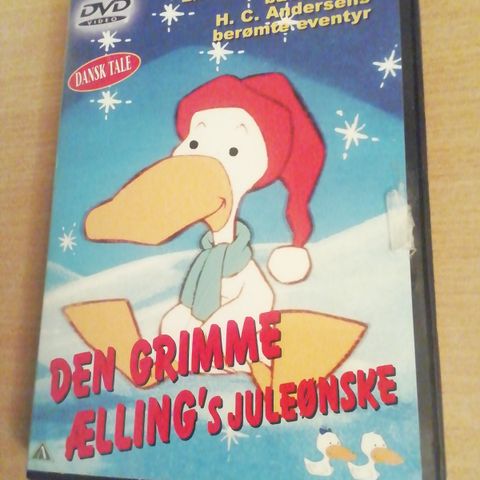 DVD
VIDEO
H. C. Andersens
berømte eventyr
DANSK TALE
DEN GRIMME
ÆLLING's JULEØNSKE
A